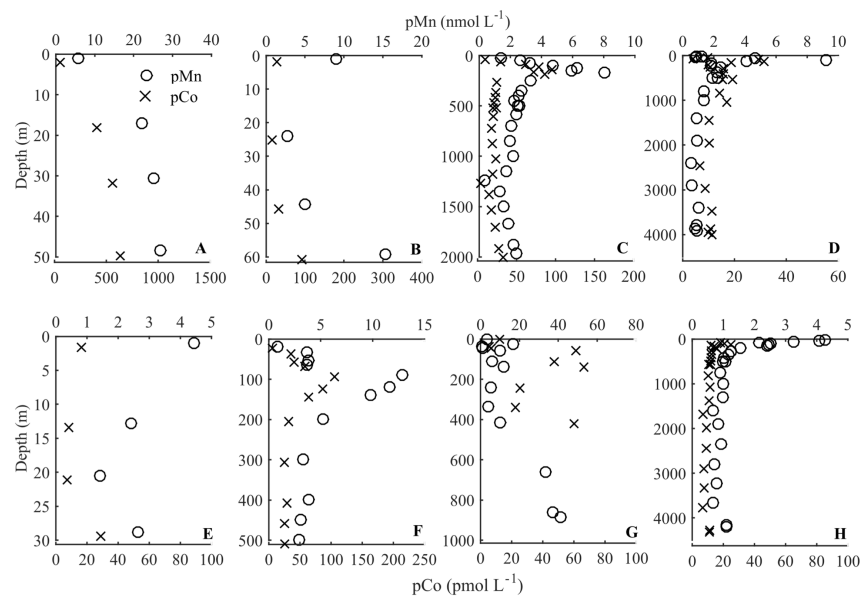 pMn (nmol L⁻¹)
0 10 20 30 40
0 5 10 15 20
0 2 4 6 8 10
0 2 4 6 8 10
0
10
20
30
40
50
Depth (m)
pMn
pCo
A
0 500 1000 1500
0
10
20
30
40
50
60
B
0 100 200 300 400
0
500
1000
1500
2000
C
0 50 100 150 200
0
1000
2000
3000
4000
D
0 20 40 60
0 1 2 3 4 5
0 5 10 15
0 20 40 60 80
0 1 2 3 4 5
0
5
10
15
20
25
30
Depth (m)
E
0 20 40 60 80 100
0
100
200
300
400
500
F
0 50 100 150 200 250
0
200
400
600
800
1000
G
0 20 40 60 80 100
0
1000
2000
3000
4000
H
0 20 40 60 80 100
pCo (pmol L⁻¹)